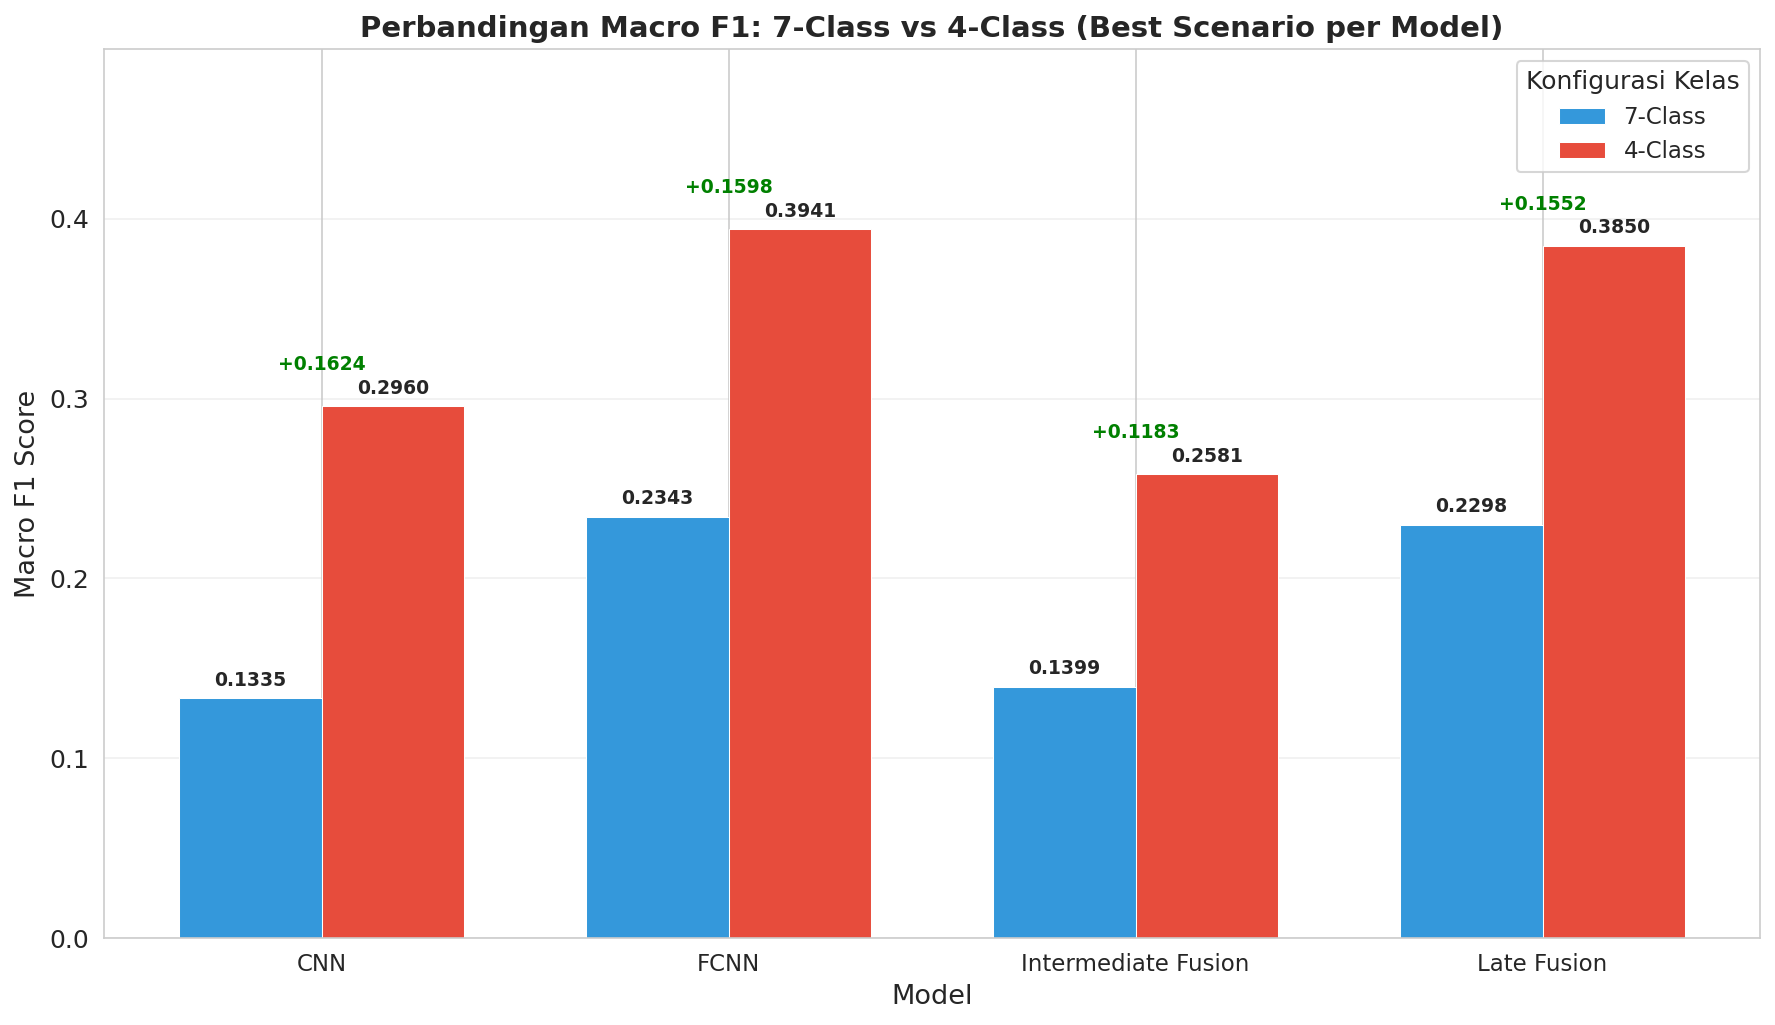 Perbandingan Macro F1: 7-Class vs 4-Class (Best Scenario per Model)
Konfigurasi Kelas
7-Class
4-Class
Macro F1 Score
0.4
0.3
0.2
0.1
0.0
+0.1624
0.2960
0.1335
+0.1598
0.3941
0.2343
+0.1183
0.2581
0.1399
+0.1552
0.3850
0.2298
CNN
FCNN
Intermediate Fusion
Late Fusion
Model